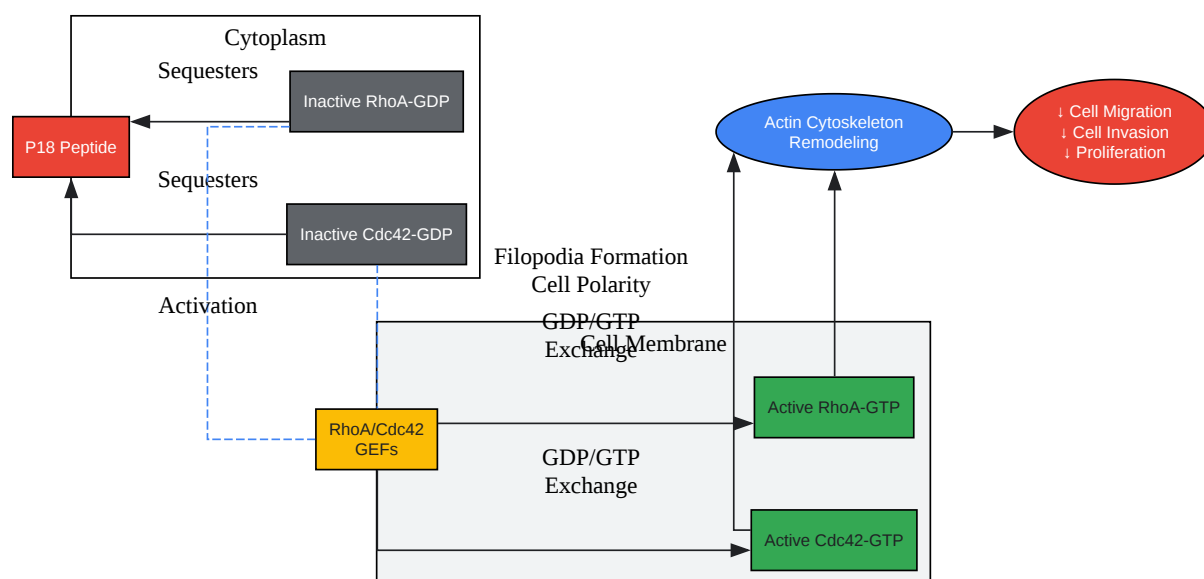 Cytoplasm
Sequesters
Inactive RhoA-GDP
P18 Peptide
Sequesters
Inactive Cdc42-GDP
Activation
Actin Cytoskeleton
Remodeling
↓ Cell Migration
↓ Cell Invasion
↓ Proliferation
Filopodia Formation
Cell Polarity
GDP/GTP
Exchange
Cell Membrane
Active RhoA-GTP
RhoA/Cdc42
GEFs
GDP/GTP
Exchange
Active Cdc42-GTP